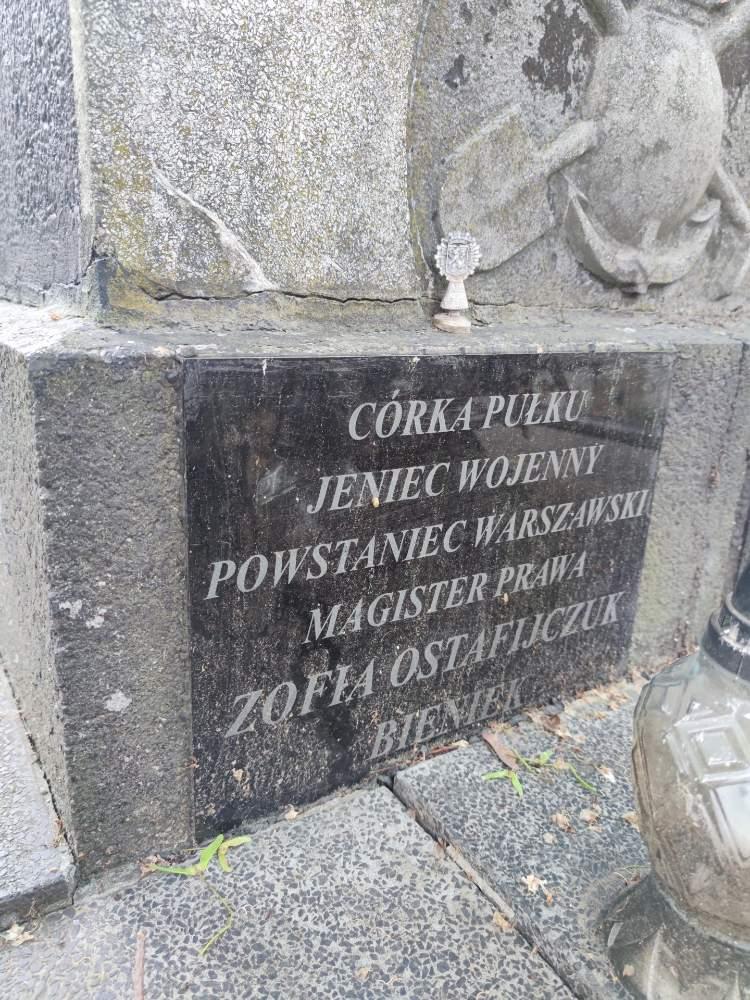 CÓRKA PUŁKU
JENIEC WOJENNY
POWSTANIEC WARSZAWSKI
MAGISTER PRAWA
ZOFIA OSTAFIJCZUK
BIENIEK